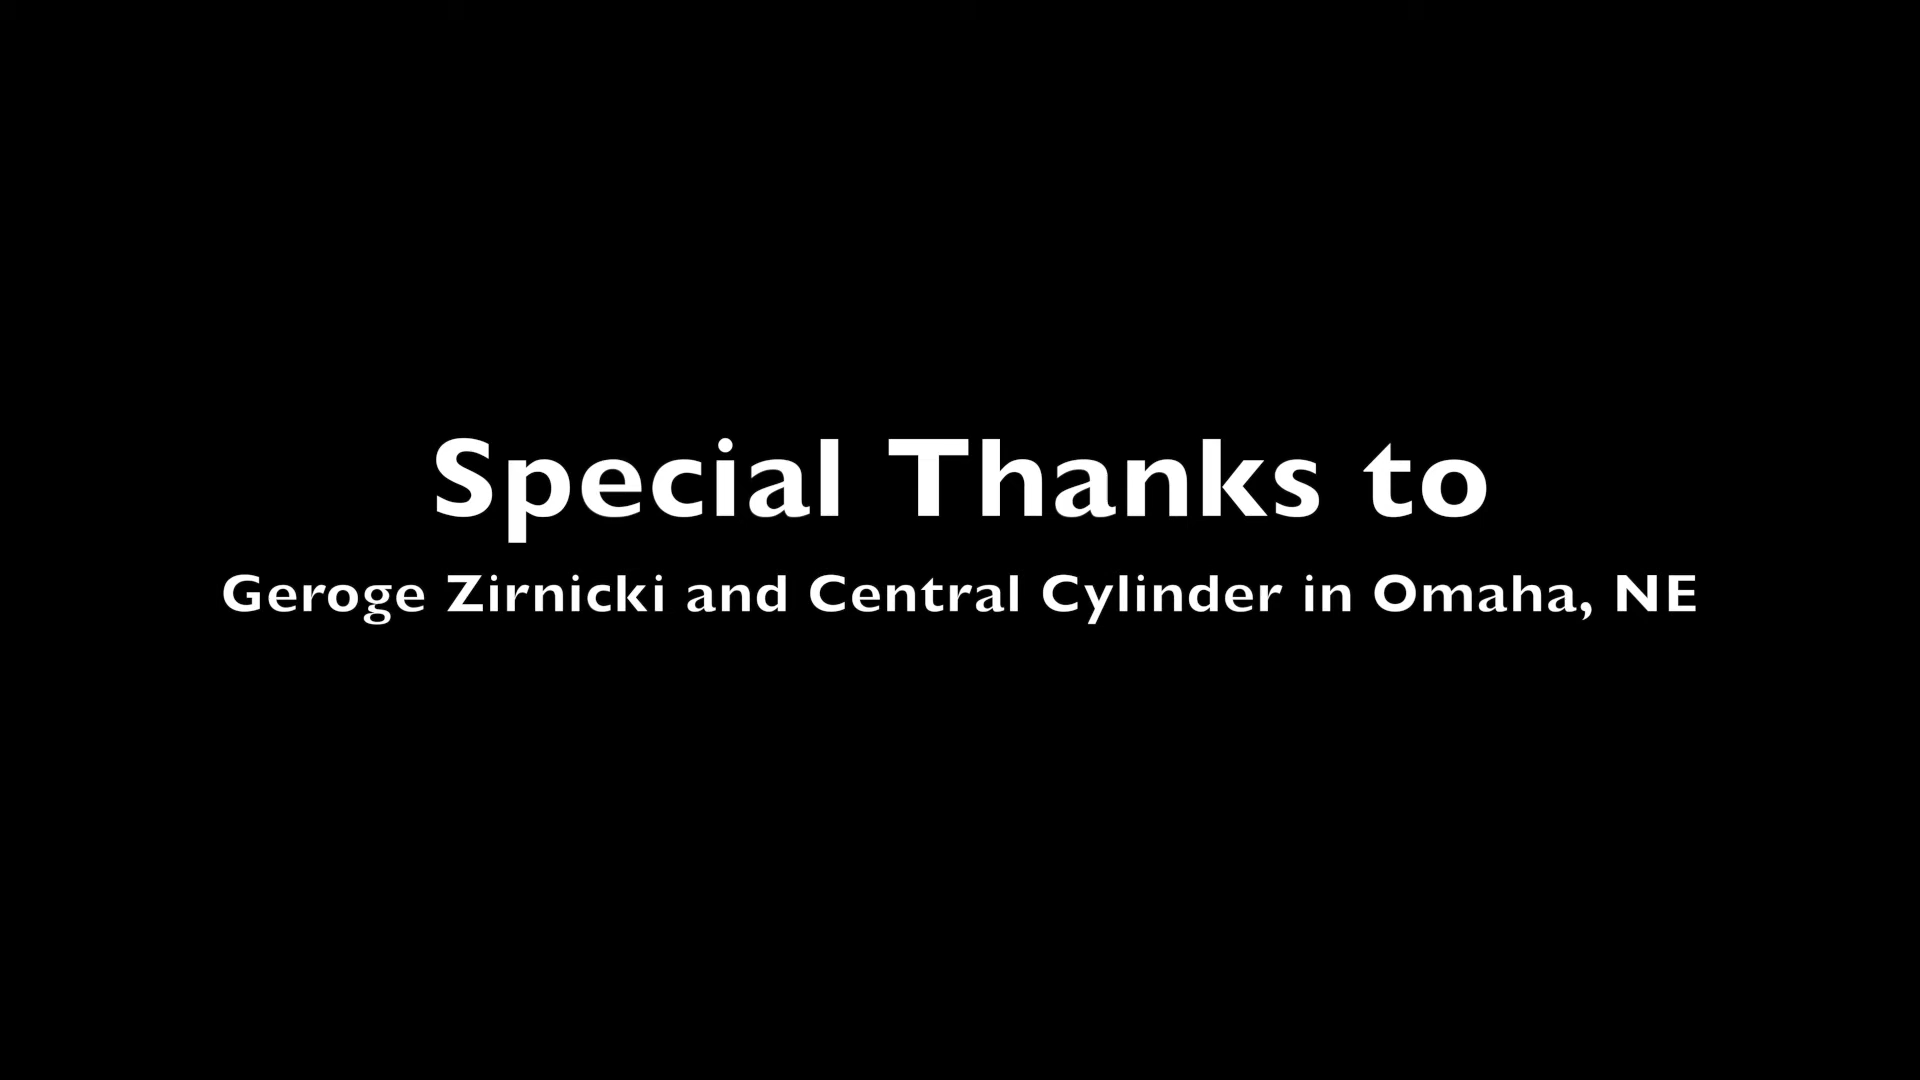 Special Thanks to
Geroge Zirnicki and Central Cylinder in Omaha, NE